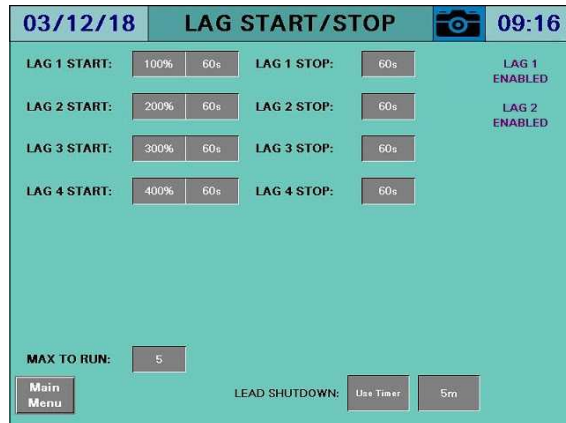 03/12/18 LAG START/STOP 09:16
LAG 1 START: 100% 60s LAG 1 STOP: 60s LAG 1
ENABLED
LAG 2 START: 200% 60s LAG 2 STOP: 60s LAG 2
ENABLED
LAG 3 START: 300% 60s LAG 3 STOP: 60s
LAG 4 START: 400% 60s LAG 4 STOP: 60s
MAX TO RUN: 5
Main
Menu
LEAD SHUTDOWN: Use Timer 5m